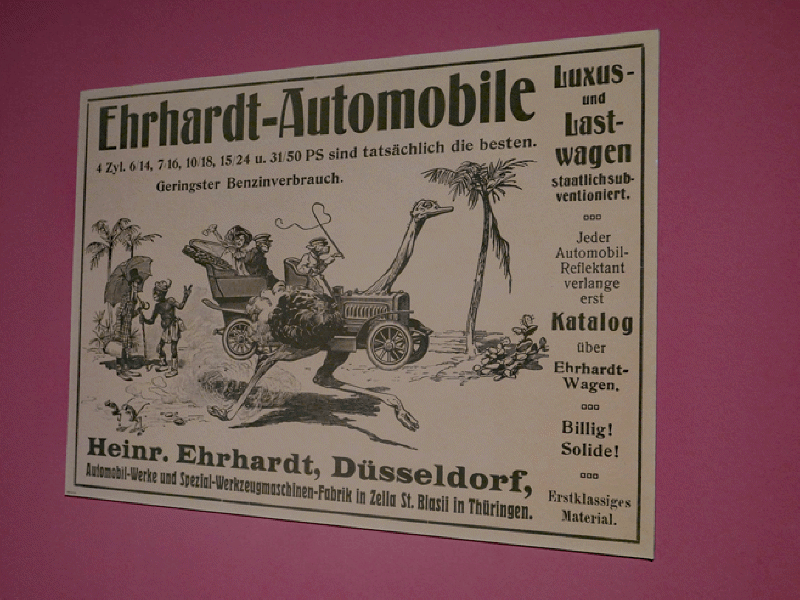 Ehrhardt-Automobile
4 Zyl. 6/14, 7/16, 10/18, 15/24 u. 31/50 PS sind tatsächlich die besten.
Geringster Benzinverbrauch.
Heinr. Ehrhardt, Düsseldorf,
Automobil-Werke und Spezial-Werkzeugmaschinen-Fabrik in Zella St. Blasii in Thüringen.
Luxus-
und
Last-
wagen
staatlich sub-
ventioniert.
Jeder
Automobil-
Reflektant
verlange
erst
Katalog
über
Ehrhardt-
Wagen.
Billig!
Solide!
Erstklassiges
Material.